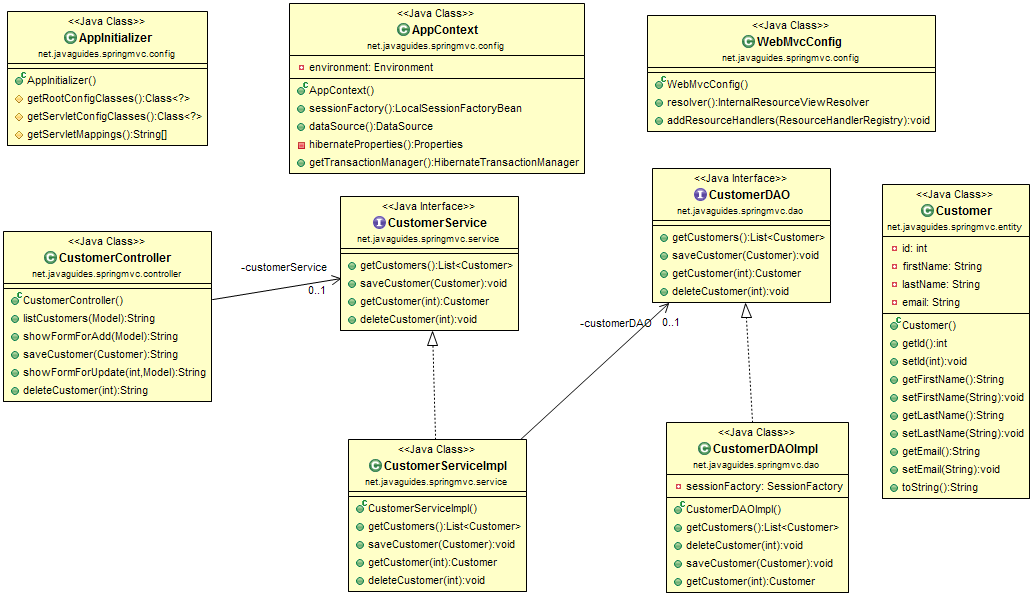 <<Java Class>>
AppInitializer
net.javaguides.springmvc.config
AppInitializer()
getRootConfigClasses():Class<?>
getServletConfigClasses():Class<?>
getServletMappings():String[]
<<Java Class>>
AppContext
net.javaguides.springmvc.config
environment: Environment
AppContext()
sessionFactory():LocalSessionFactoryBean
dataSource():DataSource
hibernateProperties():Properties
getTransactionManager():HibernateTransactionManager
<<Java Class>>
WebMvcConfig
net.javaguides.springmvc.config
WebMvcConfig()
resolver():InternalResourceViewResolver
addResourceHandlers(ResourceHandlerRegistry):void
<<Java Class>>
CustomerController
net.javaguides.springmvc.controller
CustomerController()
listCustomers(Model):String
showFormForAdd(Model):String
saveCustomer(Customer):String
showFormForUpdate(int,Model):String
deleteCustomer(int):String
-customerService
0..1
<<Java Interface>>
CustomerService
net.javaguides.springmvc.service
getCustomers():List<Customer>
saveCustomer(Customer):void
getCustomer(int):Customer
deleteCustomer(int):void
<<Java Interface>>
CustomerDAO
net.javaguides.springmvc.dao
getCustomers():List<Customer>
saveCustomer(Customer):void
getCustomer(int):Customer
deleteCustomer(int):void
-customerDAO
0..1
<<Java Class>>
Customer
net.javaguides.springmvc.entity
id: int
firstName: String
lastName: String
email: String
Customer()
getId():int
setId(int):void
getFirstName():String
setFirstName(String):void
getLastName():String
setLastName(String):void
getEmail():String
setEmail(String):void
toString():String
<<Java Class>>
CustomerServiceImpl
net.javaguides.springmvc.service
CustomerServiceImpl()
getCustomers():List<Customer>
saveCustomer(Customer):void
getCustomer(int):Customer
deleteCustomer(int):void
<<Java Class>>
CustomerDAOImpl
net.javaguides.springmvc.dao
sessionFactory: SessionFactory
CustomerDAOImpl()
getCustomers():List<Customer>
deleteCustomer(int):void
saveCustomer(Customer):void
getCustomer(int):Customer